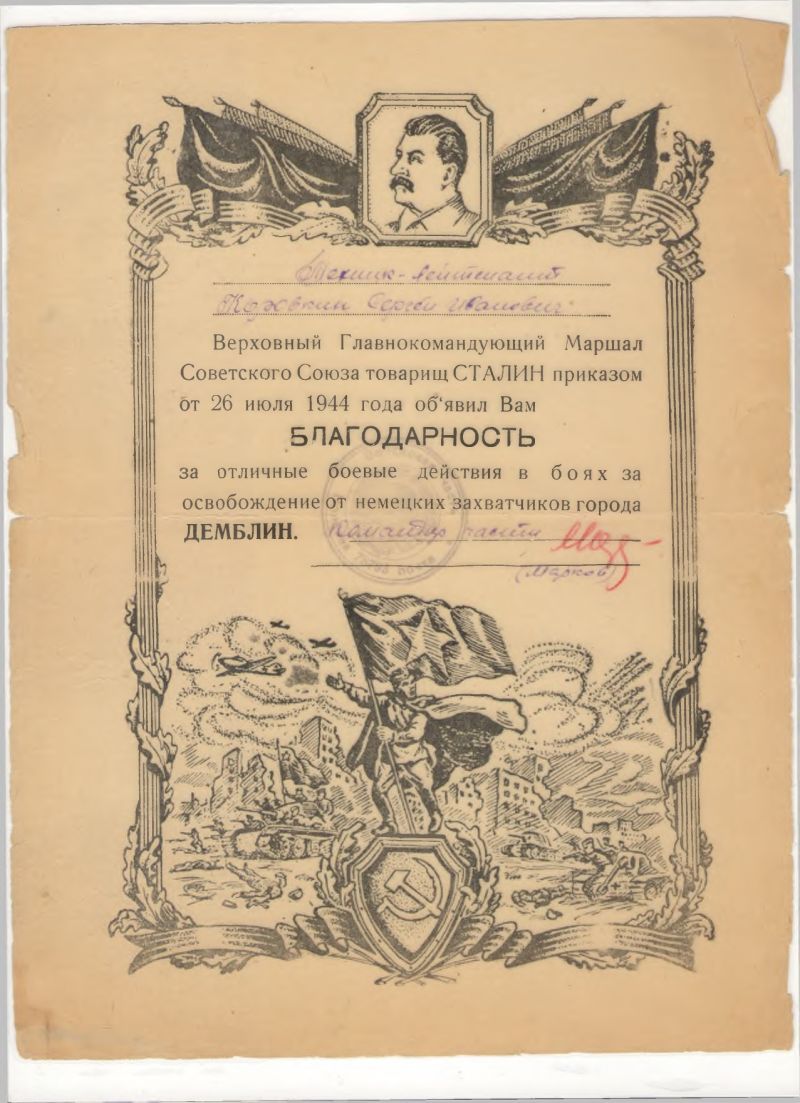 Техник-лейтенант
Сергей Иванович
Верховный Главнокомандующий Маршал
Советского Союза товарищ СТАЛИН приказом
от 26 июля 1944 года об‘явил Вам
БЛАГОДАРНОСТЬ
за отличные боевые действия в боях за
освобождение от немецких захватчиков города
ДЕМБЛИН. Командир части
(Марков)